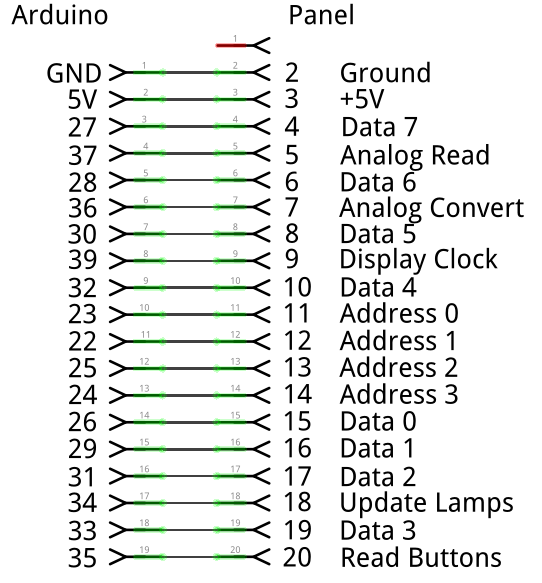 Arduino Panel
1
GND 1 2 2 Ground
5V 2 3 3 +5V
27 3 4 4 Data 7
37 4 5 5 Analog Read
28 5 6 6 Data 6
36 6 7 7 Analog Convert
30 7 8 8 Data 5
39 8 9 9 Display Clock
32 9 10 10 Data 4
23 10 11 11 Address 0
22 11 12 12 Address 1
25 12 13 13 Address 2
24 13 14 14 Address 3
26 14 15 15 Data 0
29 15 16 16 Data 1
31 16 17 17 Data 2
34 17 18 18 Update Lamps
33 18 19 19 Data 3
35 19 20 20 Read Buttons